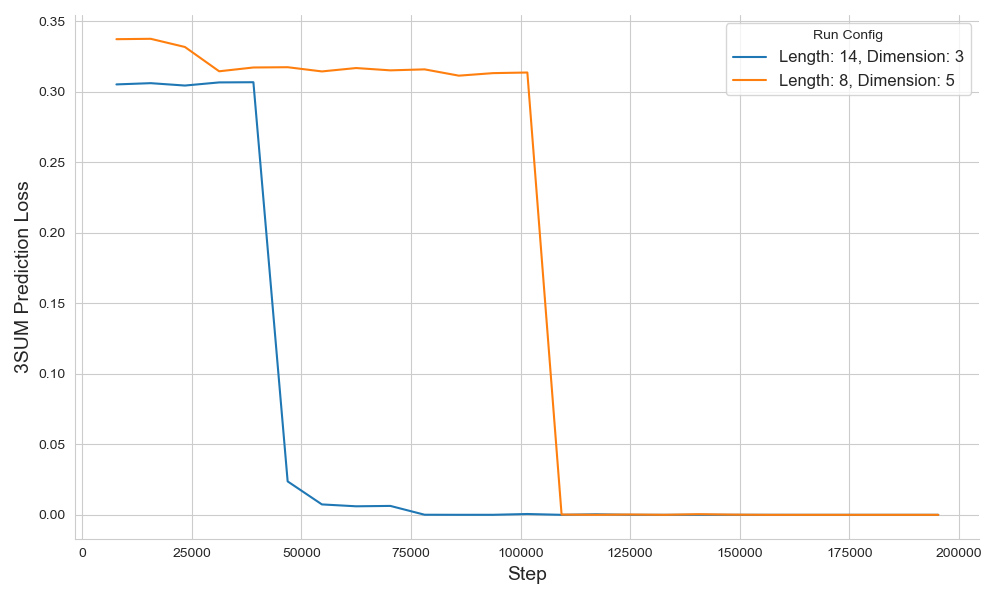 0.35
0.30
0.25
0.20
0.15
0.10
0.05
0.00
3SUM Prediction Loss
Run Config
Length: 14, Dimension: 3
Length: 8, Dimension: 5
0 25000 50000 75000 100000 125000 150000 175000 200000
Step